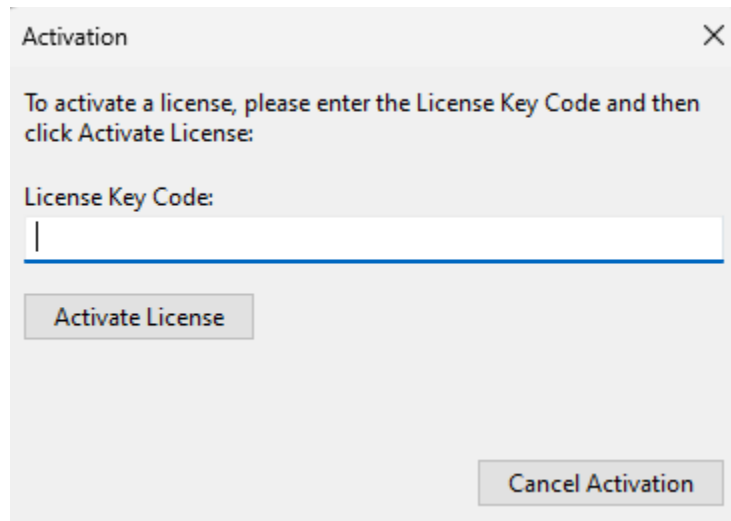 Activation
To activate a license, please enter the License Key Code and then
click Activate License:
License Key Code:
Activate License
Cancel Activation